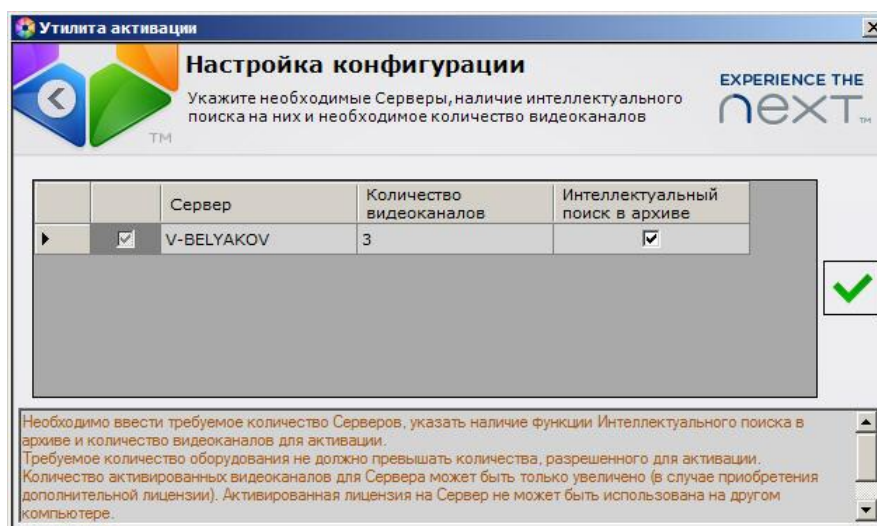 Утилита активации
Настройка конфигурации
Укажите необходимые Серверы, наличие интеллектуального
поиска на них и необходимое количество видеоканалов
EXPERIENCE THE
nexT™
TM
Сервер
Количество
видеоканалов
Интеллектуальный
поиск в архиве
V-BELYAKOV
3
Необходимо ввести требуемое количество Серверов, указать наличие функции Интеллектуального поиска в
архиве и количество видеоканалов для активации.
Требуемое количество оборудования не должно превышать количества, разрешенного для активации.
Количество активированных видеоканалов для Сервера может быть только увеличено (в случае приобретения
дополнительной лицензии). Активированная лицензия на Сервер не может быть использована на другом
компьютере.